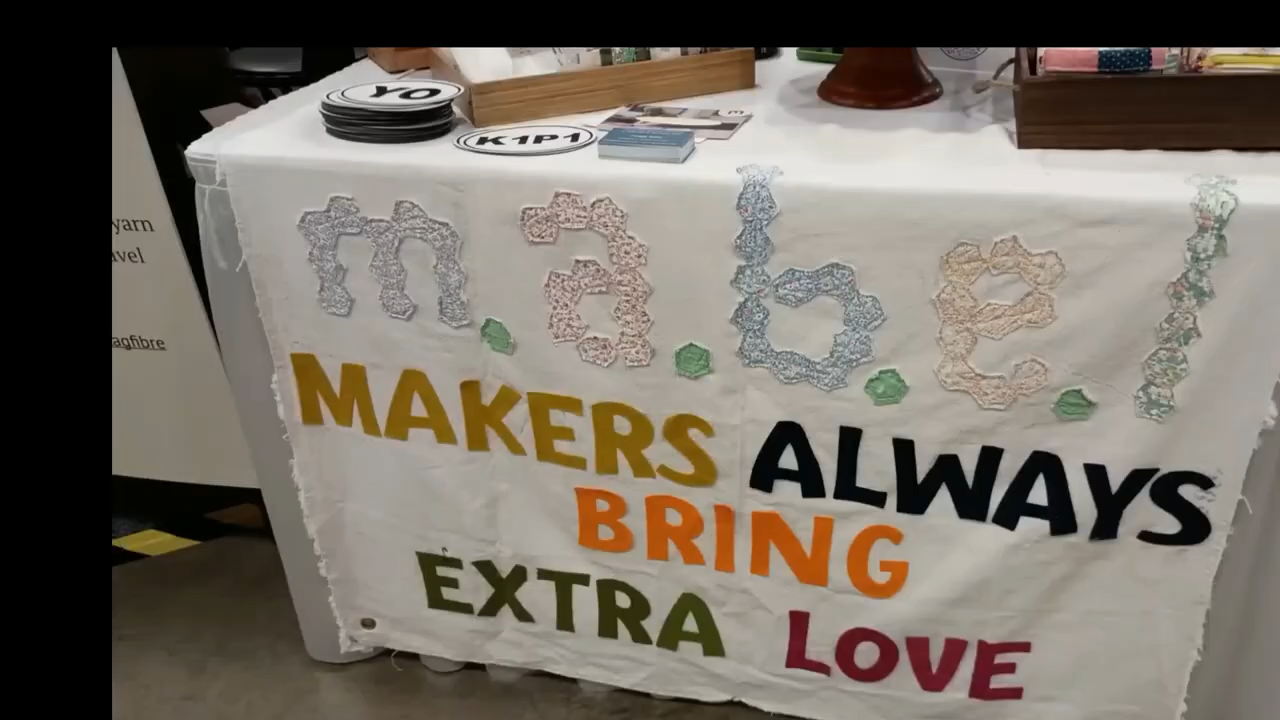 YO
K1P1
yarn
avel
agfibre
m.a.b.e.l
MAKERS ALWAYS
BRING
EXTRA LOVE